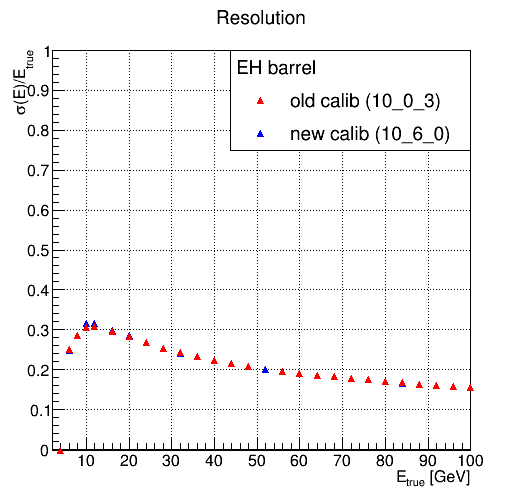 Resolution
σ(E)/E_true
1
0.9
0.8
0.7
0.6
0.5
0.4
0.3
0.2
0.1
0
EH barrel
old calib (10_0_3)
new calib (10_6_0)
10 20 30 40 50 60 70 80 90 100
E_true [GeV]